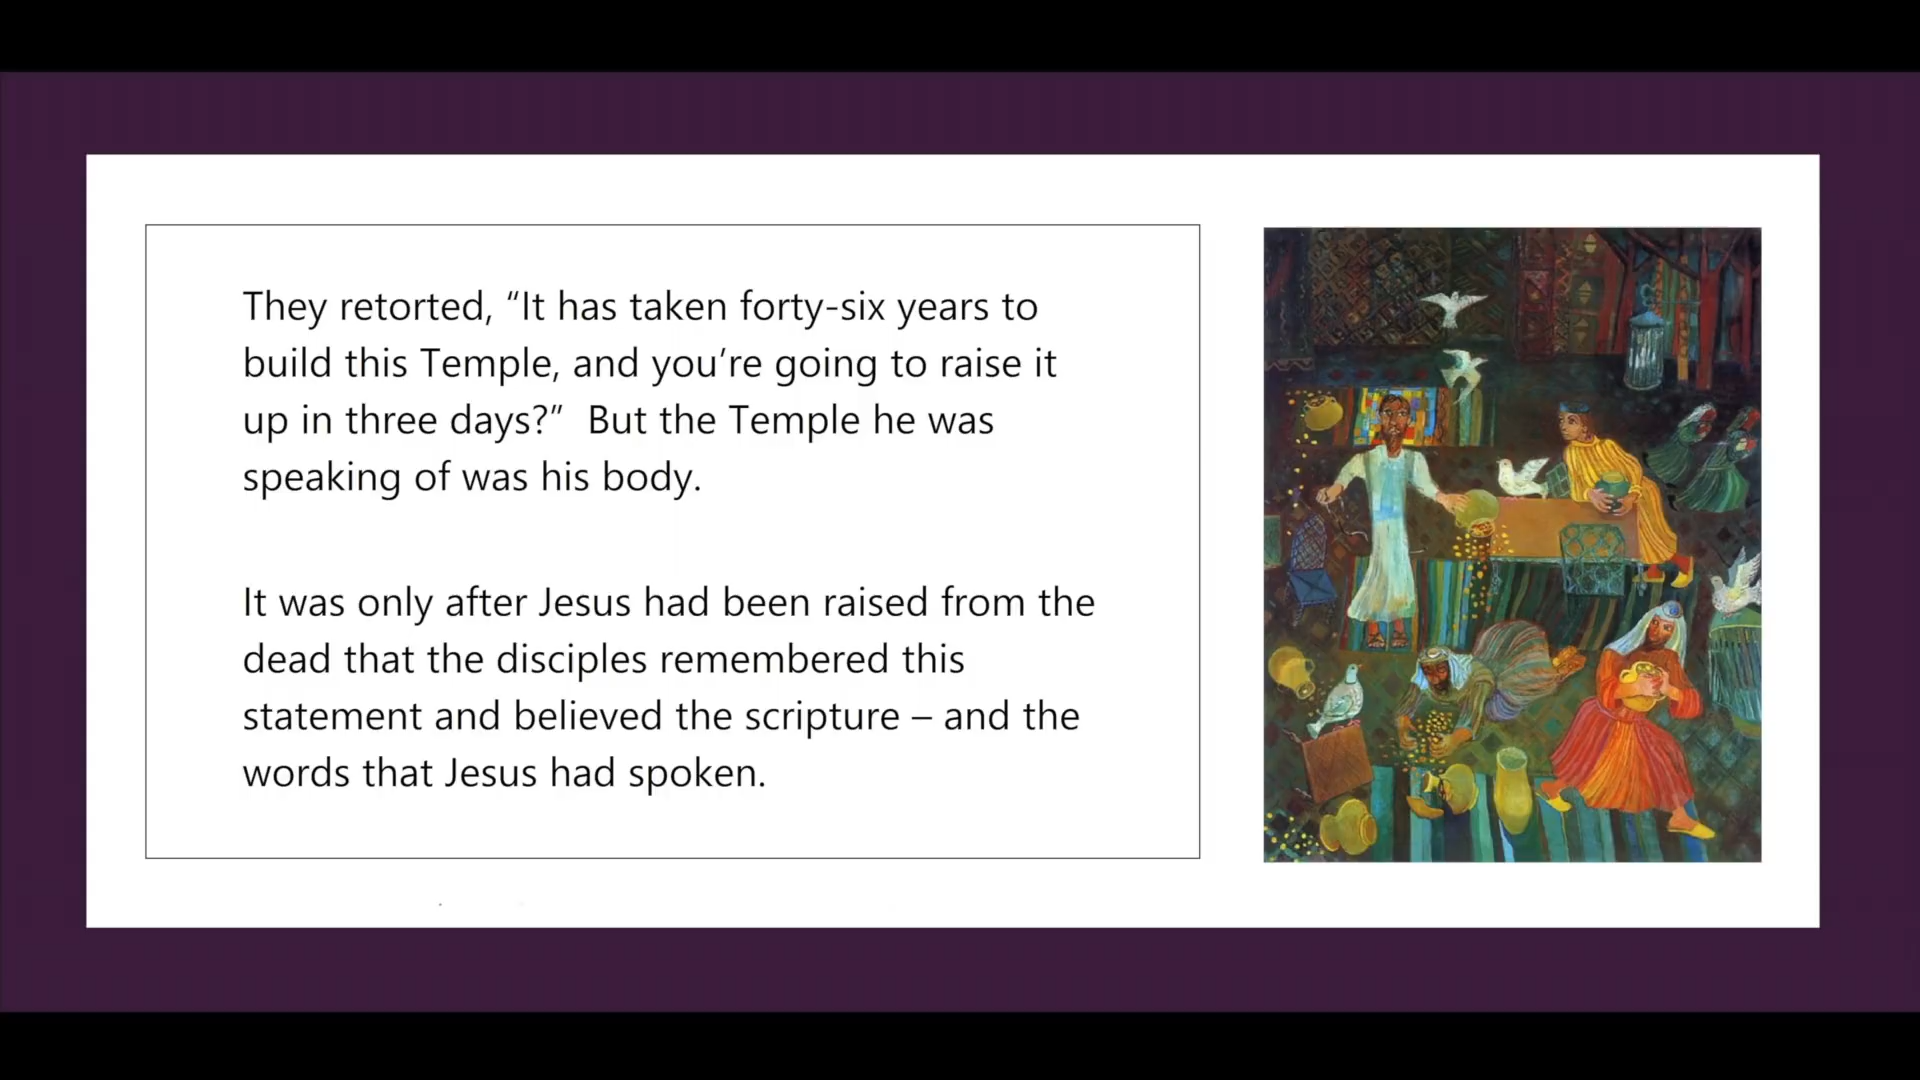 They retorted, “It has taken forty-six years to
build this Temple, and you’re going to raise it
up in three days?”  But the Temple he was
speaking of was his body.
It was only after Jesus had been raised from the
dead that the disciples remembered this
statement and believed the scripture – and the
words that Jesus had spoken.